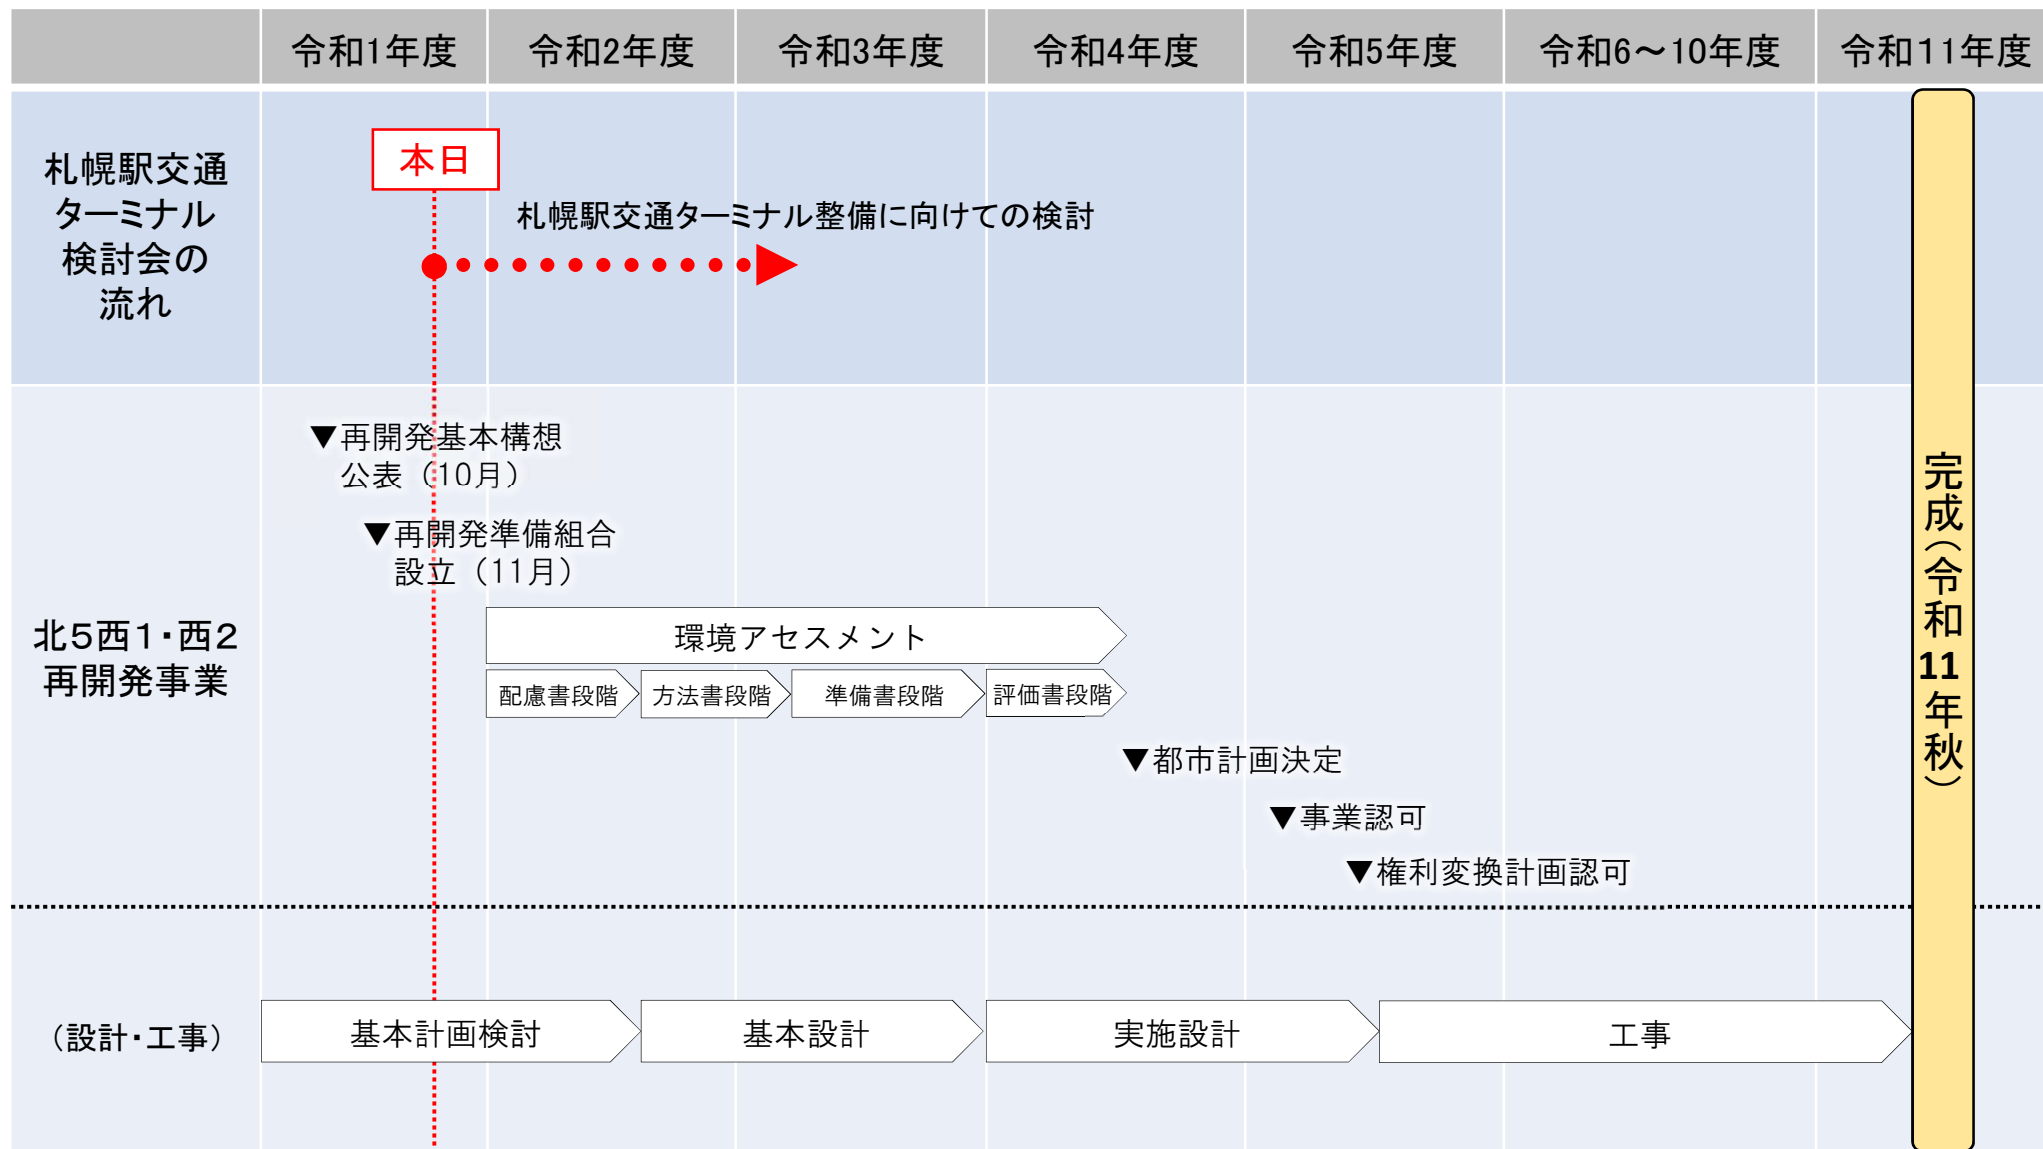 令和1年度
令和2年度
令和3年度
令和4年度
令和5年度
令和6～10年度
令和11年度
札幌駅交通
ターミナル
検討会の
流れ
本日
札幌駅交通ターミナル整備に向けての検討
北5西1・西2
再開発事業
▼再開発基本構想
公表（10月）
▼再開発準備組合
設立（11月）
環境アセスメント
配慮書段階
方法書段階
準備書段階
評価書段階
▼都市計画決定
▼事業認可
▼権利変換計画認可
（設計・工事）
基本計画検討
基本設計
実施設計
工事
完成（令和11年秋）